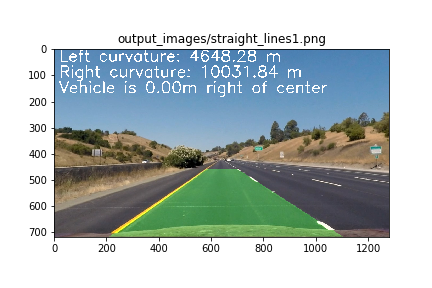 output_images/straight_lines1.png
Left curvature: 4648.28 m
Right curvature: 10031.84 m
Vehicle is 0.00m right of center
0
100
200
300
400
500
600
700
0 200 400 600 800 1000 1200